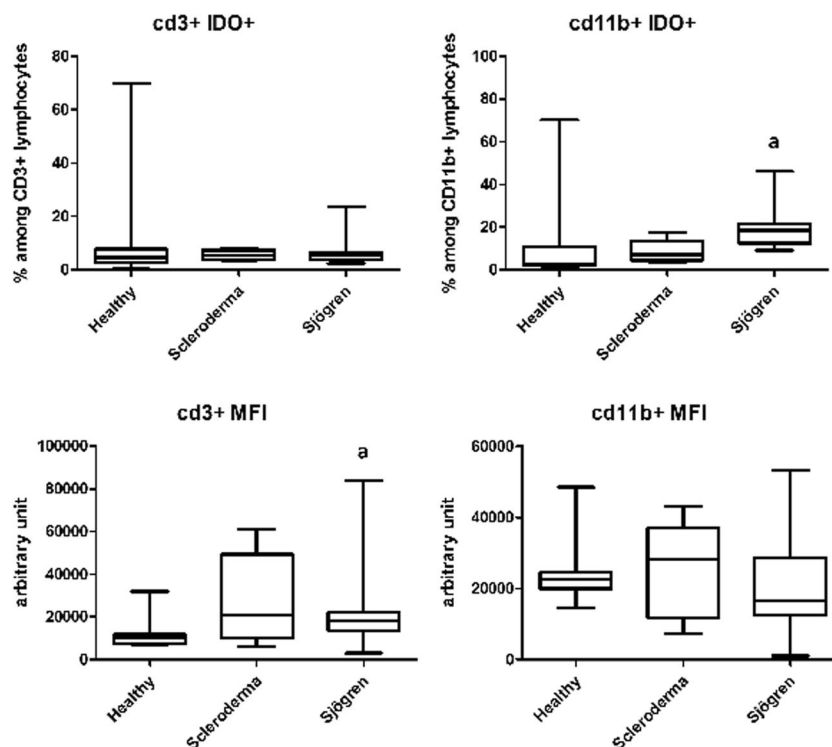 cd3+ IDO+
% among CD3+ lymphocytes
80
60
40
20
0
Healthy
Scleroderma
Sjögren
cd11b+ IDO+
% among CD11b+ lymphocytes
100
80
60
40
20
0
a
Healthy
Scleroderma
Sjögren
cd3+ MFI
arbitrary unit
100000
80000
60000
40000
20000
0
a
Healthy
Scleroderma
Sjögren
cd11b+ MFI
arbitrary unit
60000
40000
20000
0
Healthy
Scleroderma
Sjögren